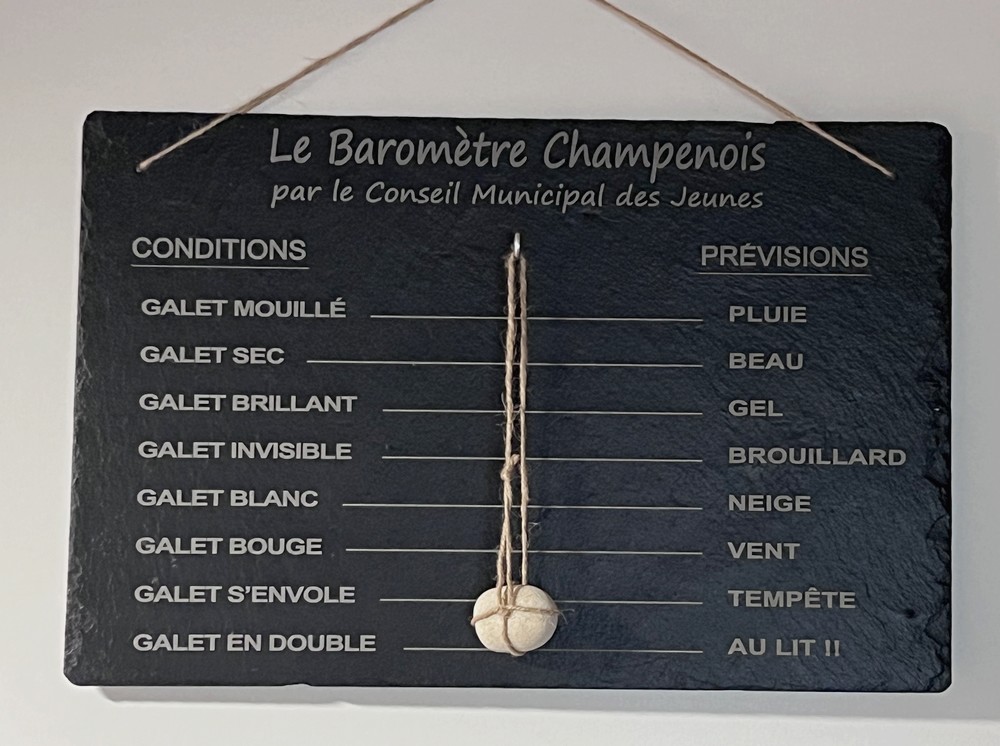 Le Baromètre Champenois
par le Conseil Municipal des Jeunes
CONDITIONS PRÉVISIONS
GALET MOUILLÉ PLUIE
GALET SEC BEAU
GALET BRILLANT GEL
GALET INVISIBLE BROUILLARD
GALET BLANC NEIGE
GALET BOUGE VENT
GALET S'ENVOLE TEMPÊTE
GALET EN DOUBLE AU LIT !!